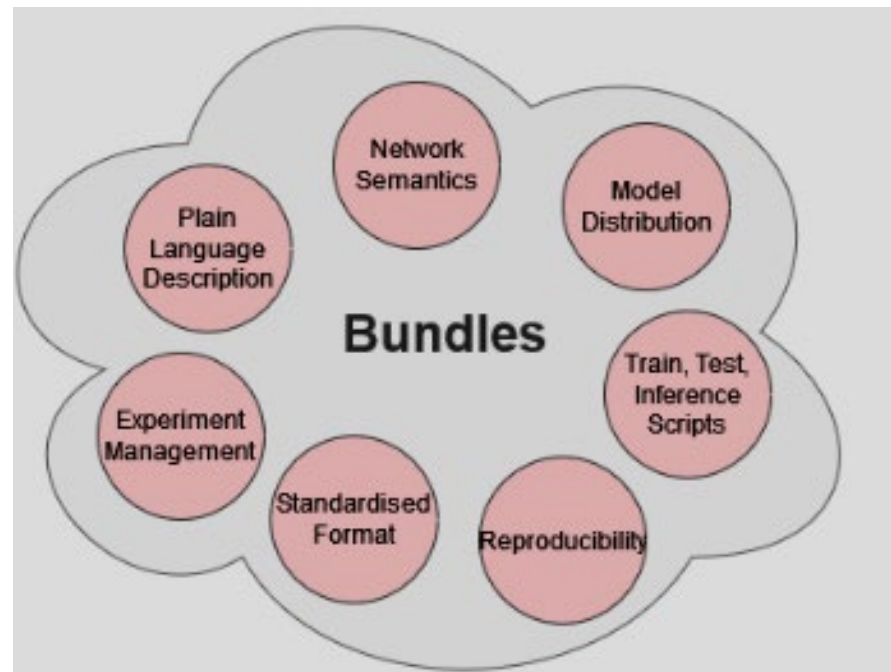 Network
Semantics
Model
Distribution
Plain
Language
Description
Bundles
Train, Test,
Inference
Scripts
Experiment
Management
Standardised
Format
Reproducibility